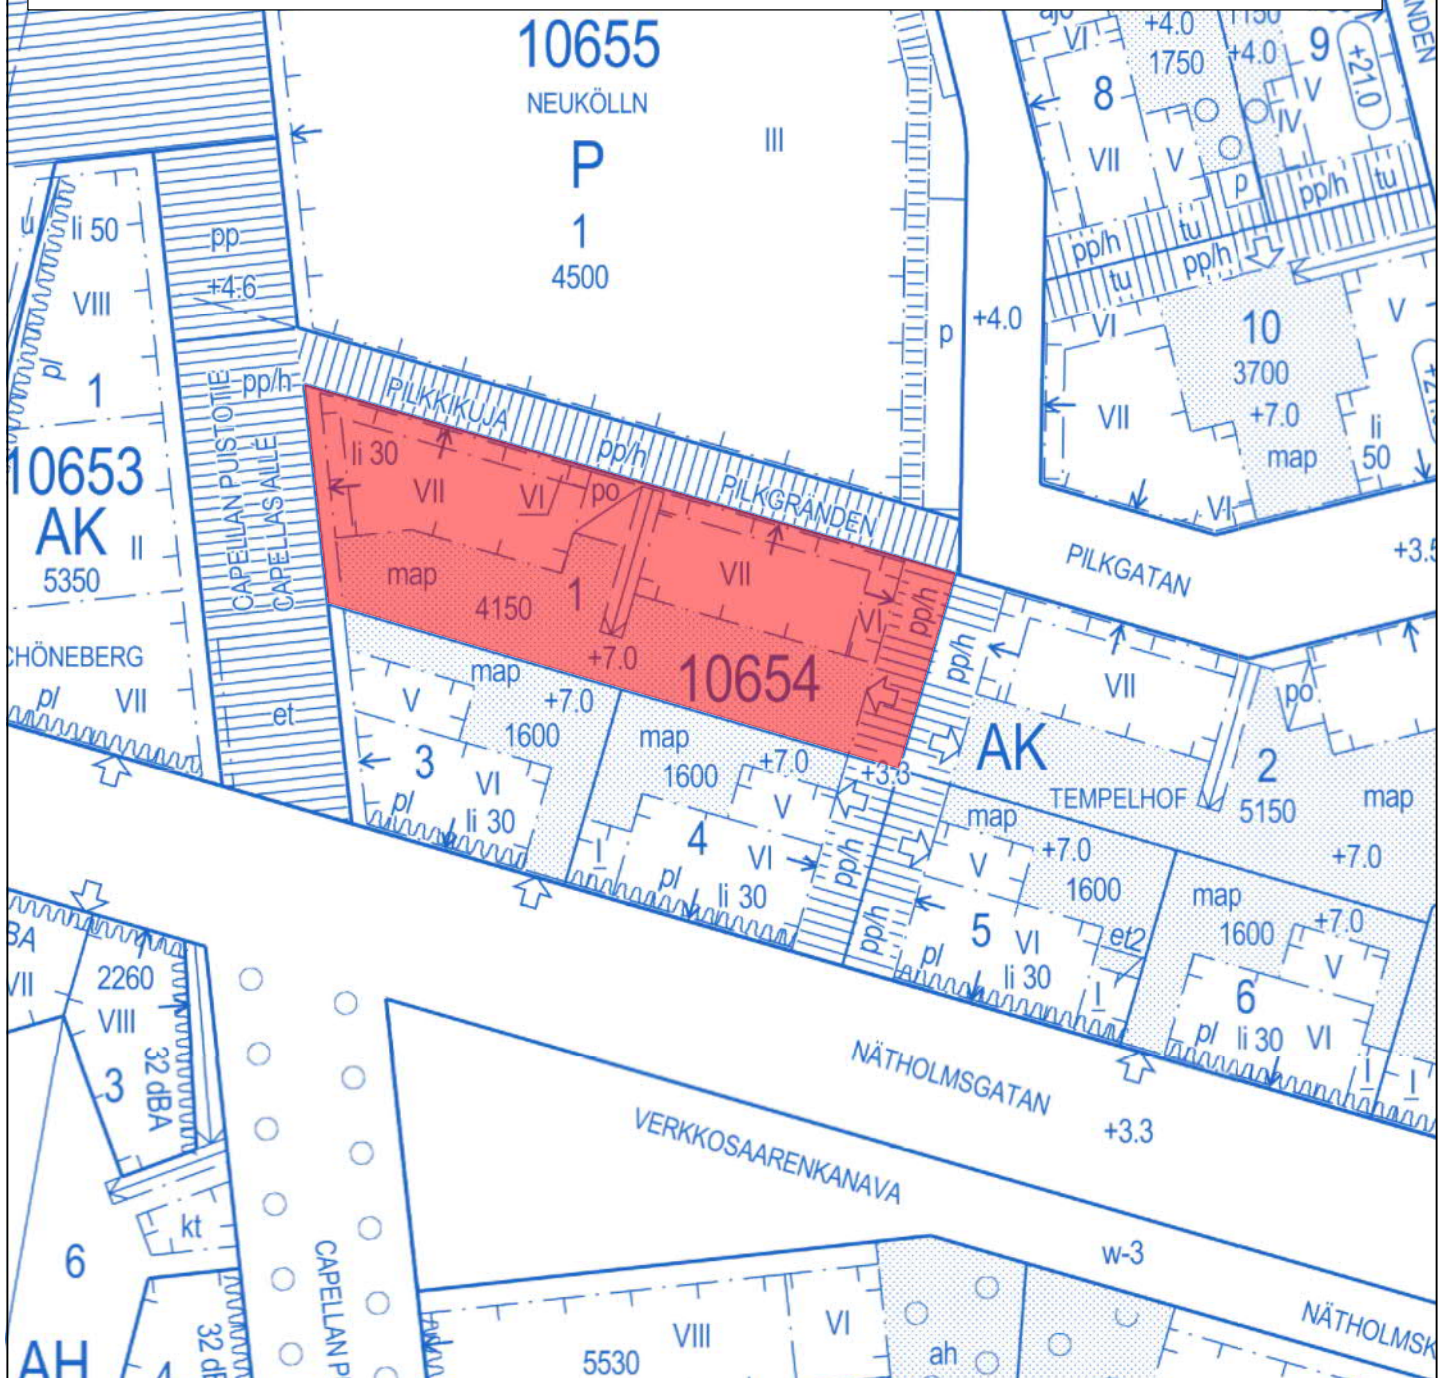 10655
NEUKÖLLN
P
1
4500
III
+4.0
1750
+4.0
1150
9
V
+21.0
VI
8
VII
V
IV
p
pp/h
tu
pp/h
tu
tu
pp/h
li 50
VIII
pl
1
pp
+4.6
p
+4.0
VI
10
3700
+7.0
map
VII
V
li
50
VI
pp/h
PILKKIKUJA
pp/h
PILKGRÄNDEN
10653
AK
II
5350
CAPELLAN PUISTOTIE
CAPELLAS ALLÉ
li 30
VII
VI
po
VII
map
4150
1
+7.0
10654
VI
pp/h
pp/h
PILKGATAN
VII
po
AK
TEMPELHOF
2
5150
map
+7.0
pl
VII
et
map
V
+7.0
1600
3
VI
pl
li 30
map
1600
+7.0
+3.3
V
4
VI
I
pl
li 30
pp/h
pp/h
map
V
+7.0
1600
5
VI
pl
li 30
et2
I
map
1600
+7.0
V
6
pl
li 30
VI
I
I
2260
VIII
3
32 dBA
kt
6
AH
NÄTHOLMSGATAN
+3.3
VERKKOSAARENKANAVA
w-3
VIII
5530
VI
ah